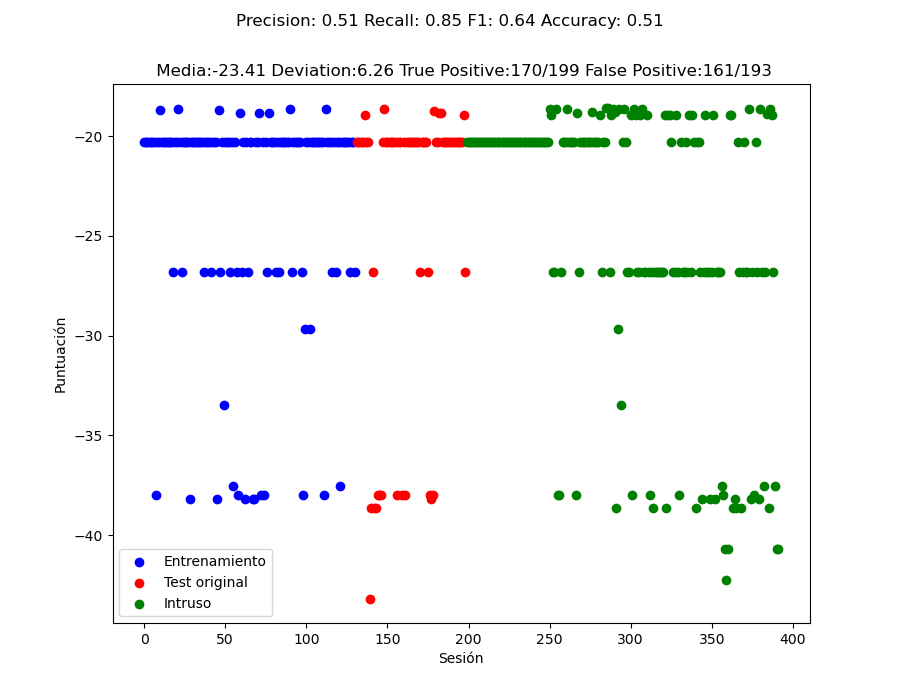 Precision: 0.51 Recall: 0.85 F1: 0.64 Accuracy: 0.51
Media:-23.41 Deviation:6.26 True Positive:170/199 False Positive:161/193
−20
−25
−30
−35
−40
Puntuación
Entrenamiento
Test original
Intruso
0 50 100 150 200 250 300 350 400
Sesión